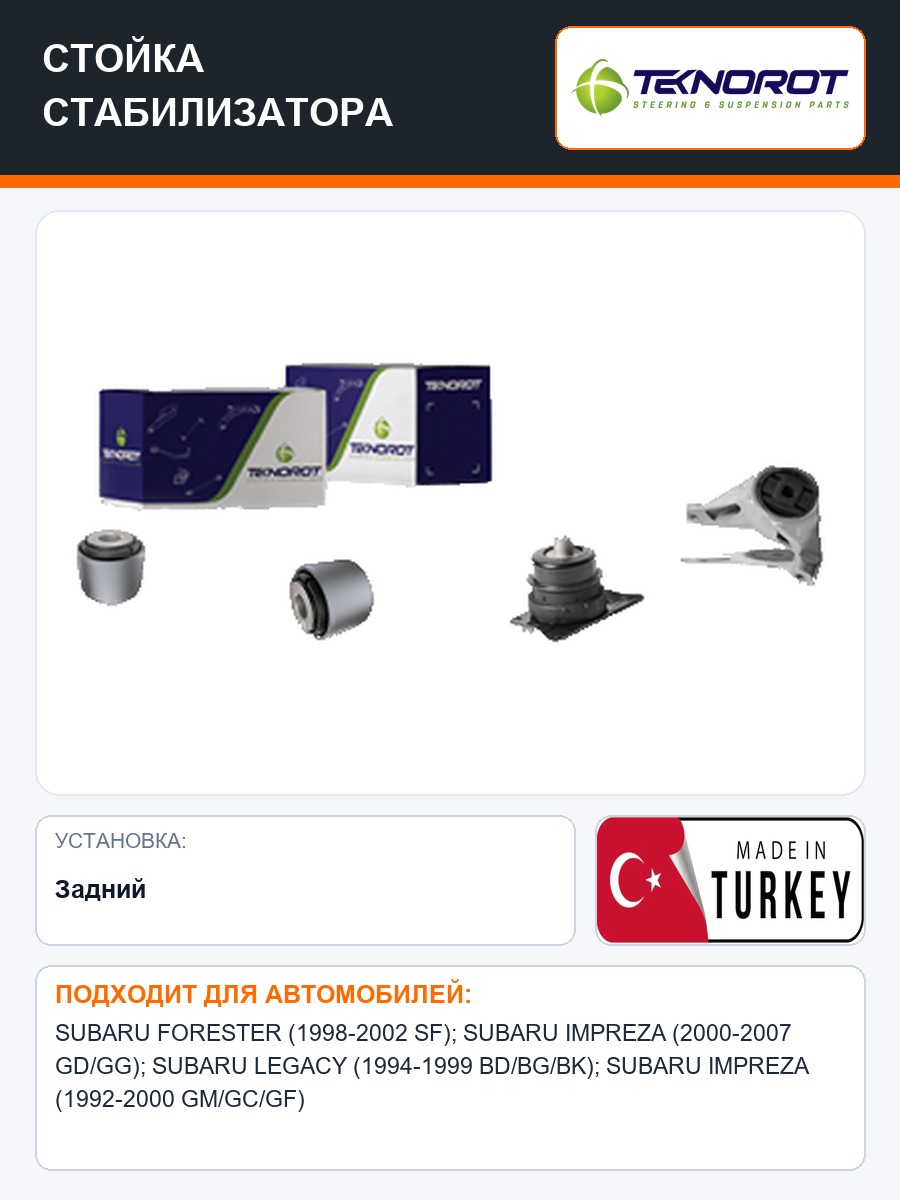 СТОЙКА
СТАБИЛИЗАТОРА
TEKNOROT
STEERING & SUSPENSION PARTS
TEKNOROT
TEKNOROT
TEKNOROT
TEKNOROT
УСТАНОВКА:
Задний
MADE IN
TURKEY
ПОДХОДИТ ДЛЯ АВТОМОБИЛЕЙ:
SUBARU FORESTER (1998-2002 SF); SUBARU IMPREZA (2000-2007
GD/GG); SUBARU LEGACY (1994-1999 BD/BG/BK); SUBARU IMPREZA
(1992-2000 GM/GC/GF)